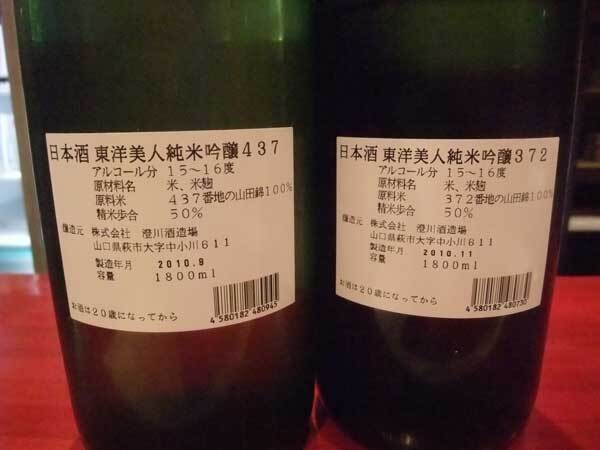 日本酒 東洋美人純米吟醸437
アルコール分 15～16度
原材料名 米、米麹
原料米 437番地の山田錦100%
精米歩合 50%
醸造元 株式会社 澄川酒造場
山口県萩市大字中小川611
製造年月 2010.9
容量 1800ml
お酒は20歳になってから
4 580182 480945
日本酒 東洋美人純米吟醸372
アルコール分 15～16度
原材料名 米、米麹
原料米 372番地の山田錦100%
精米歩合 50%
醸造元 株式会社 澄川酒造場
山口県萩市大字中小川611
製造年月 2010.11
容量 1800ml
お酒は20歳になってから
4 580182 480730